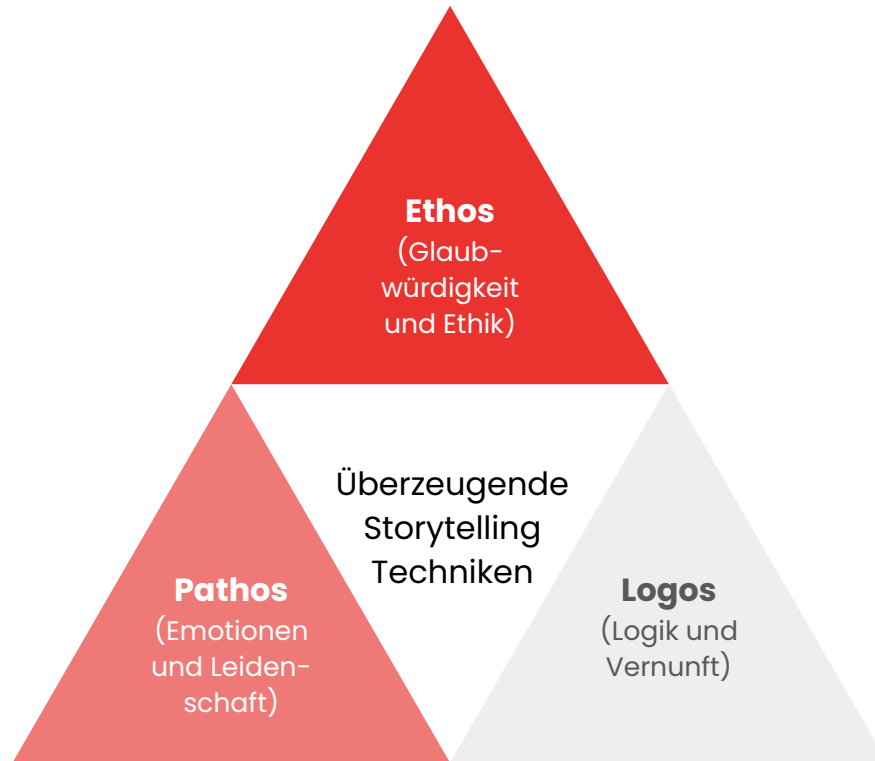 Ethos
(Glaub-
würdigkeit
und Ethik)
Überzeugende
Storytelling
Techniken
Pathos
(Emotionen
und Leiden-
schaft)
Logos
(Logik und
Vernunft)